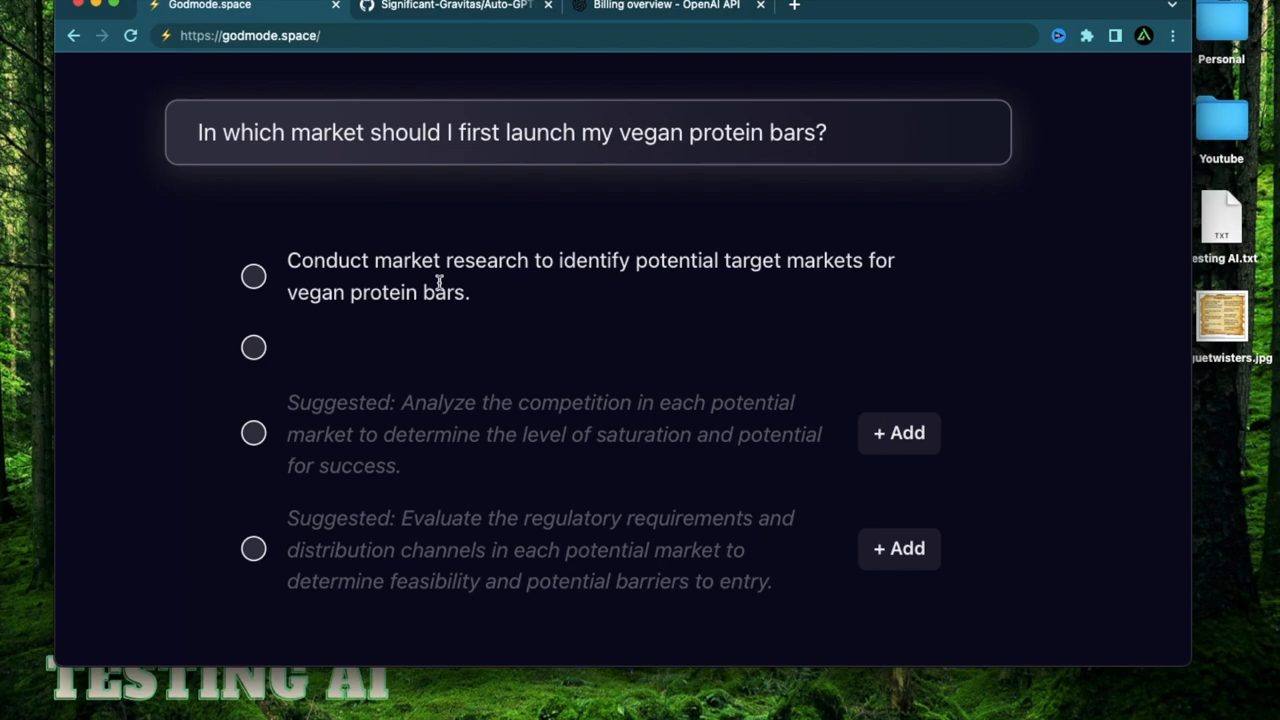 Godmode.space
Significant-Gravitas/Auto-GPT
Billing overview - OpenAI API
https://godmode.space/
Personal
In which market should I first launch my vegan protein bars?
Youtube
TXT
esting AI.txt
Conduct market research to identify potential target markets for
vegan protein bars.
guetwisters.jpg
Suggested: Analyze the competition in each potential
market to determine the level of saturation and potential
for success.
+ Add
Suggested: Evaluate the regulatory requirements and
distribution channels in each potential market to
determine feasibility and potential barriers to entry.
+ Add
TESTING AI